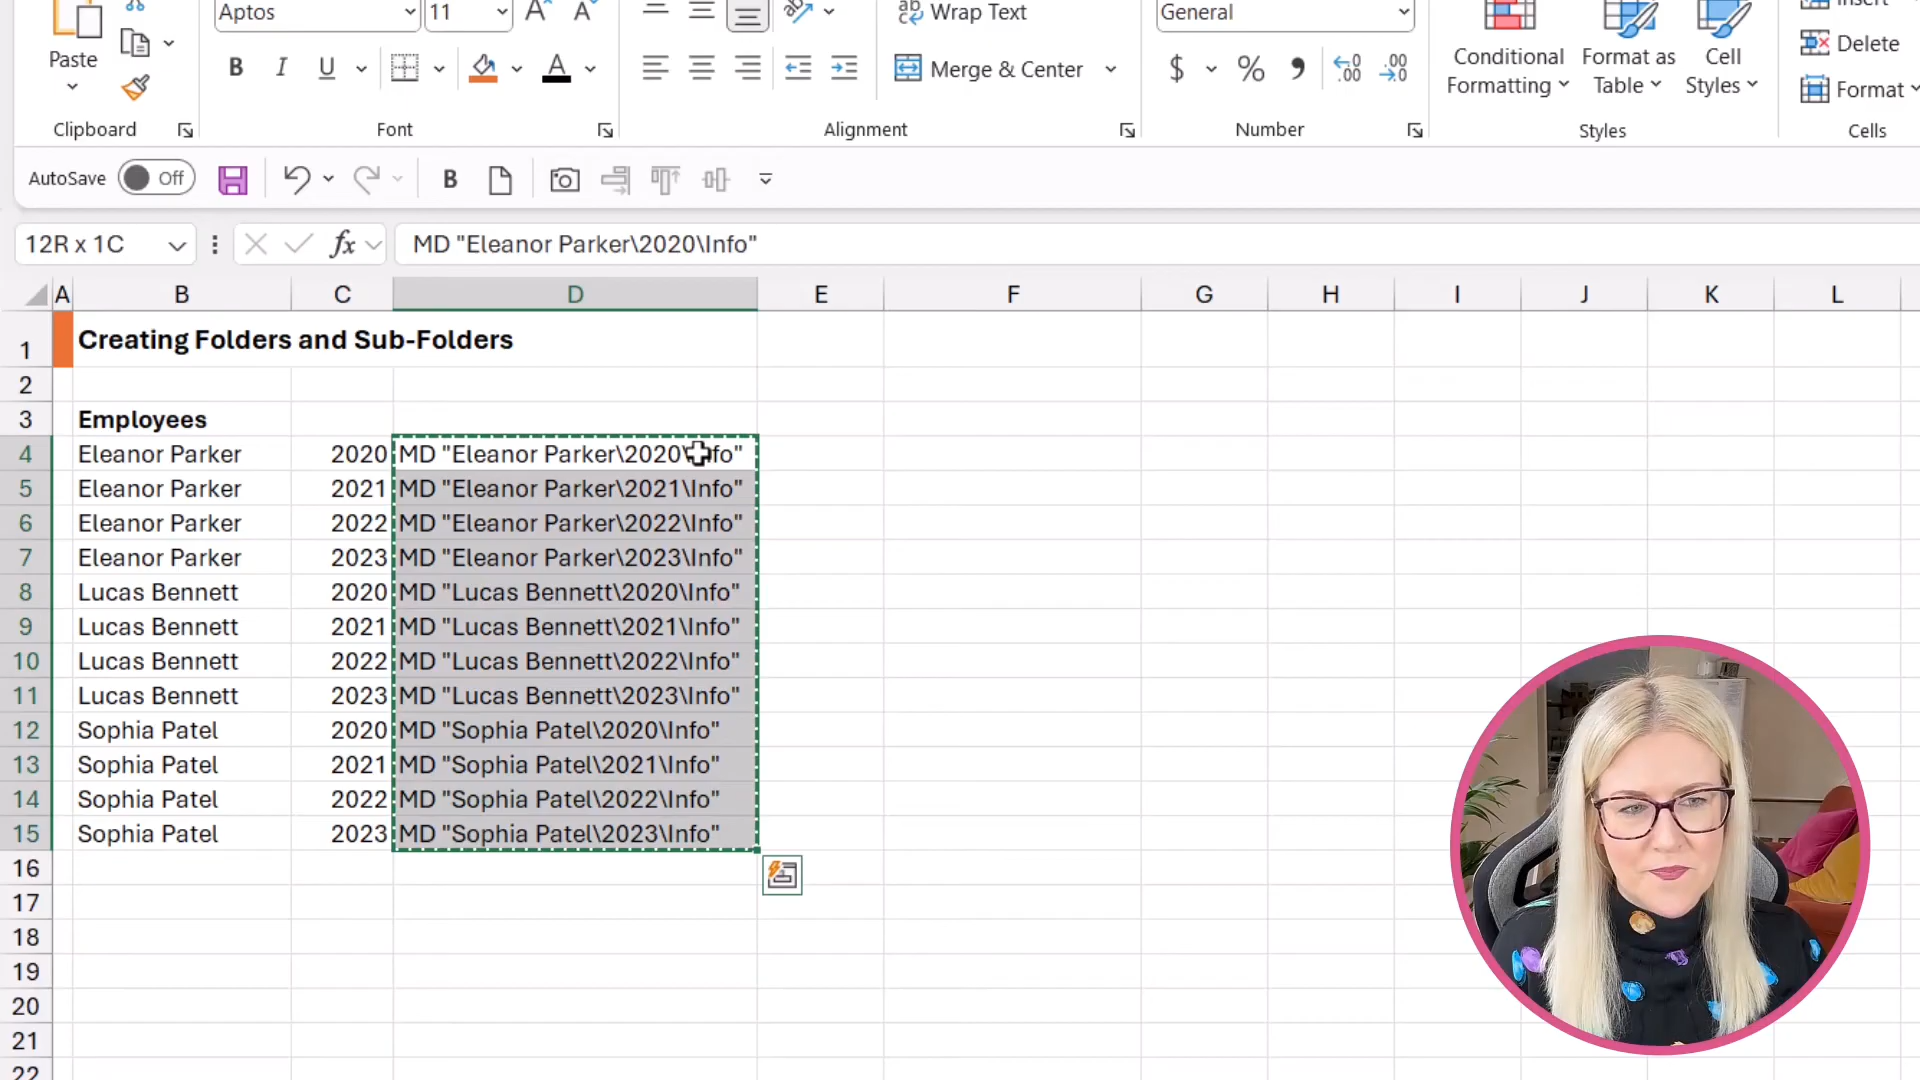 Aptos 11 Wrap Text General
Paste B I U Merge & Center $ % Conditional Formatting Format as Table Cell Styles Delete Format
Clipboard Font Alignment Number Styles Cells
AutoSave Off B
12R x 1C fx MD "Eleanor Parker\2020\Info"
A B C D E F G H I J K L
1 Creating Folders and Sub-Folders
2
3 Employees
4 Eleanor Parker 2020 MD "Eleanor Parker\2020\Info"
5 Eleanor Parker 2021 MD "Eleanor Parker\2021\Info"
6 Eleanor Parker 2022 MD "Eleanor Parker\2022\Info"
7 Eleanor Parker 2023 MD "Eleanor Parker\2023\Info"
8 Lucas Bennett 2020 MD "Lucas Bennett\2020\Info"
9 Lucas Bennett 2021 MD "Lucas Bennett\2021\Info"
10 Lucas Bennett 2022 MD "Lucas Bennett\2022\Info"
11 Lucas Bennett 2023 MD "Lucas Bennett\2023\Info"
12 Sophia Patel 2020 MD "Sophia Patel\2020\Info"
13 Sophia Patel 2021 MD "Sophia Patel\2021\Info"
14 Sophia Patel 2022 MD "Sophia Patel\2022\Info"
15 Sophia Patel 2023 MD "Sophia Patel\2023\Info"
16
17
18
19
20
21
22